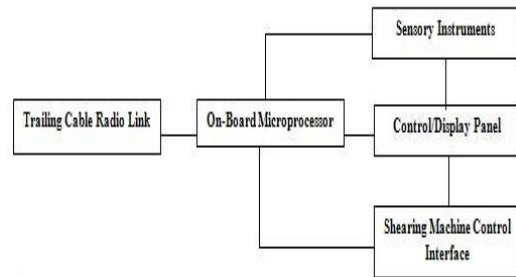 Sensory Instruments
Trailing Cable Radio Link
On-Board Microprocessor
Control/Display Panel
Shearing Machine Control
Interface